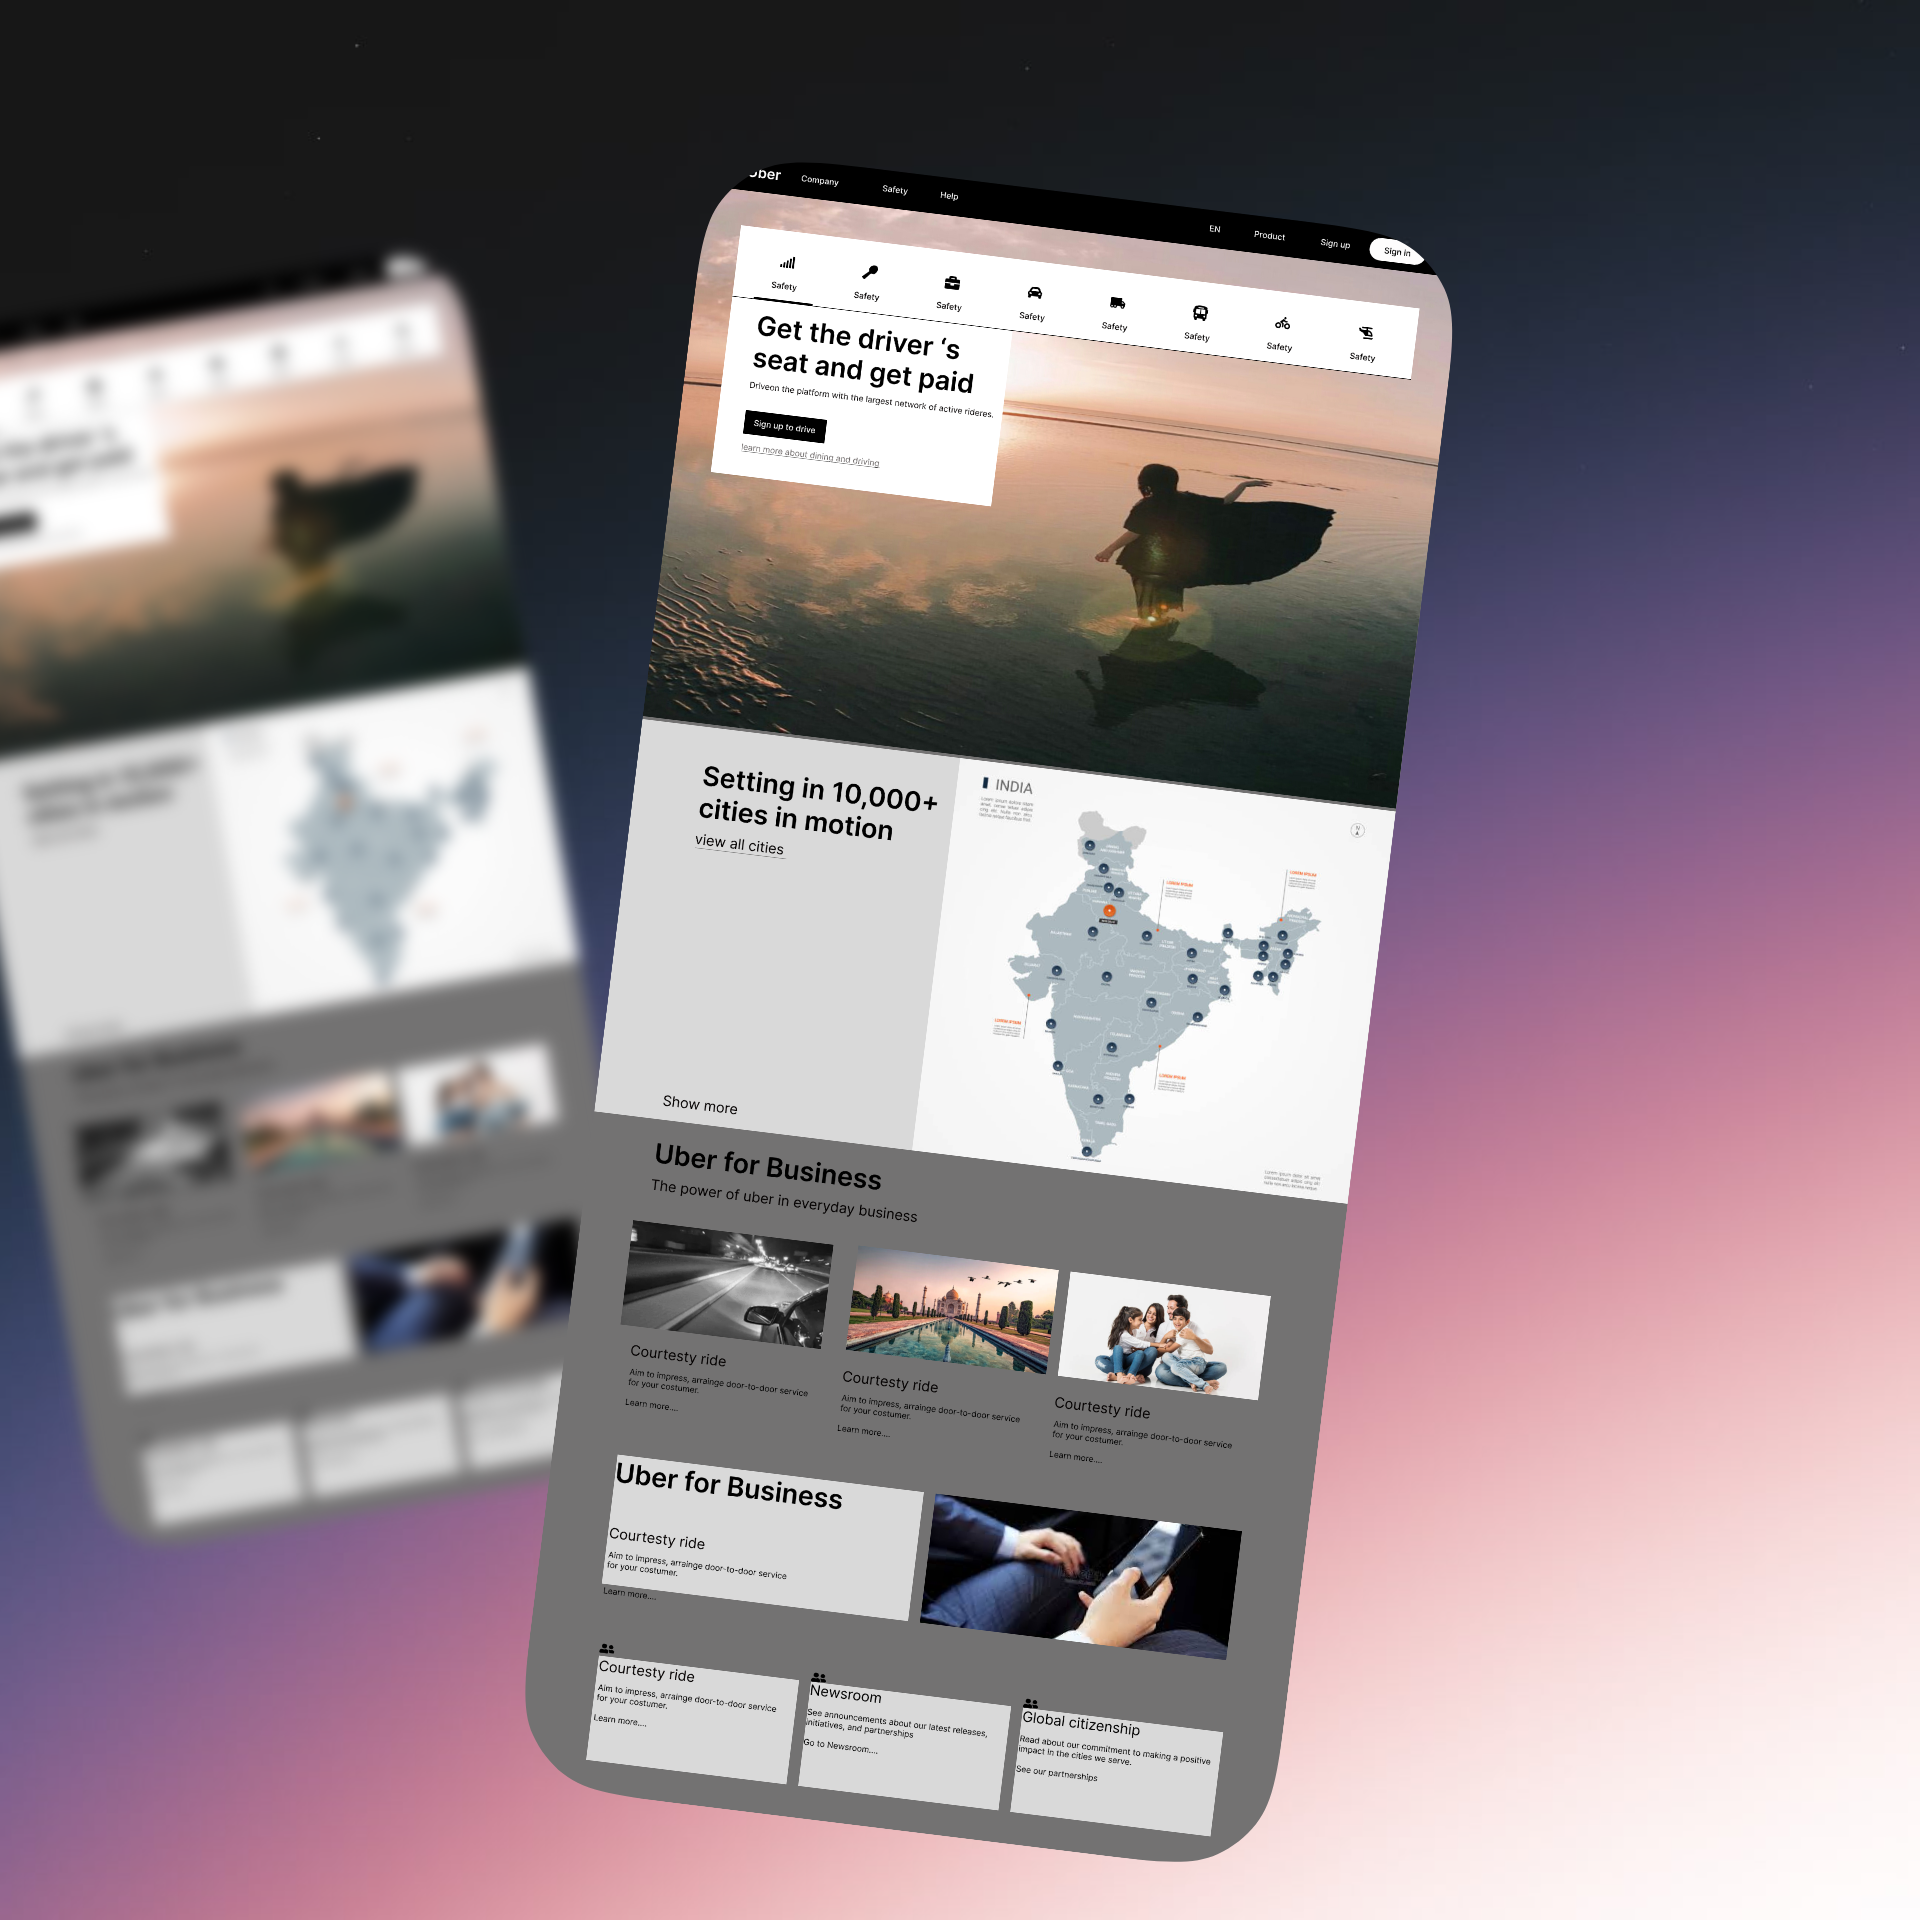 Uber Company Safety Help EN Product Sign up Sign in
Safety Safety Safety Safety Safety Safety Safety Safety
Get the driver ‘s
seat and get paid
Driveon the platform with the largest network of active rideres.
Sign up to drive
learn more about dining and driving
Setting in 10,000+
cities in motion
view all cities
Show more
INDIA
LOREM IPSUM
LOREM IPSUM
LOREM IPSUM
LOREM IPSUM
Uber for Business
The power of uber in everyday business
Courtesty ride
Aim to impress, arrainge door-to-door service
for your costumer.
Learn more....
Courtesty ride
Aim to impress, arrainge door-to-door service
for your costumer.
Learn more....
Courtesty ride
Aim to impress, arrainge door-to-door service
for your costumer.
Learn more....
Uber for Business
Courtesty ride
Aim to impress, arrainge door-to-door service
for your costumer.
Learn more....
Courtesty ride
Aim to impress, arrainge door-to-door service
for your costumer.
Learn more....
Newsroom
See announcements about our latest releases,
initiatives, and partnerships
Go to Newsroom....
Global citizenship
Read about our commitment to making a positive
impact in the cities we serve.
See our partnerships